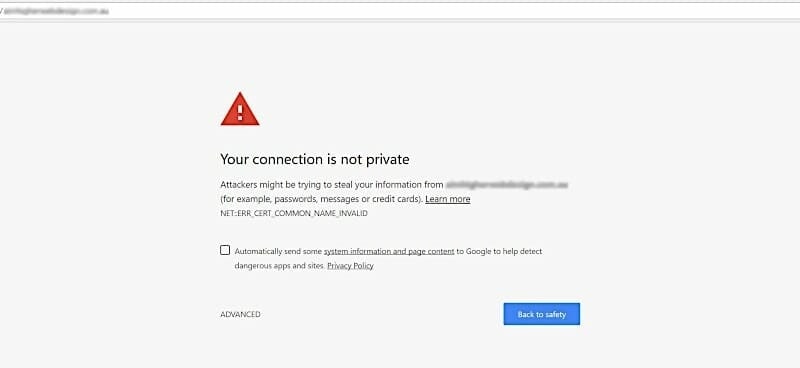 Your connection is not private
Attackers might be trying to steal your information from
(for example, passwords, messages or credit cards). Learn more
NET::ERR_CERT_COMMON_NAME_INVALID
Automatically send some system information and page content to Google to help detect
dangerous apps and sites. Privacy Policy
ADVANCED
Back to safety